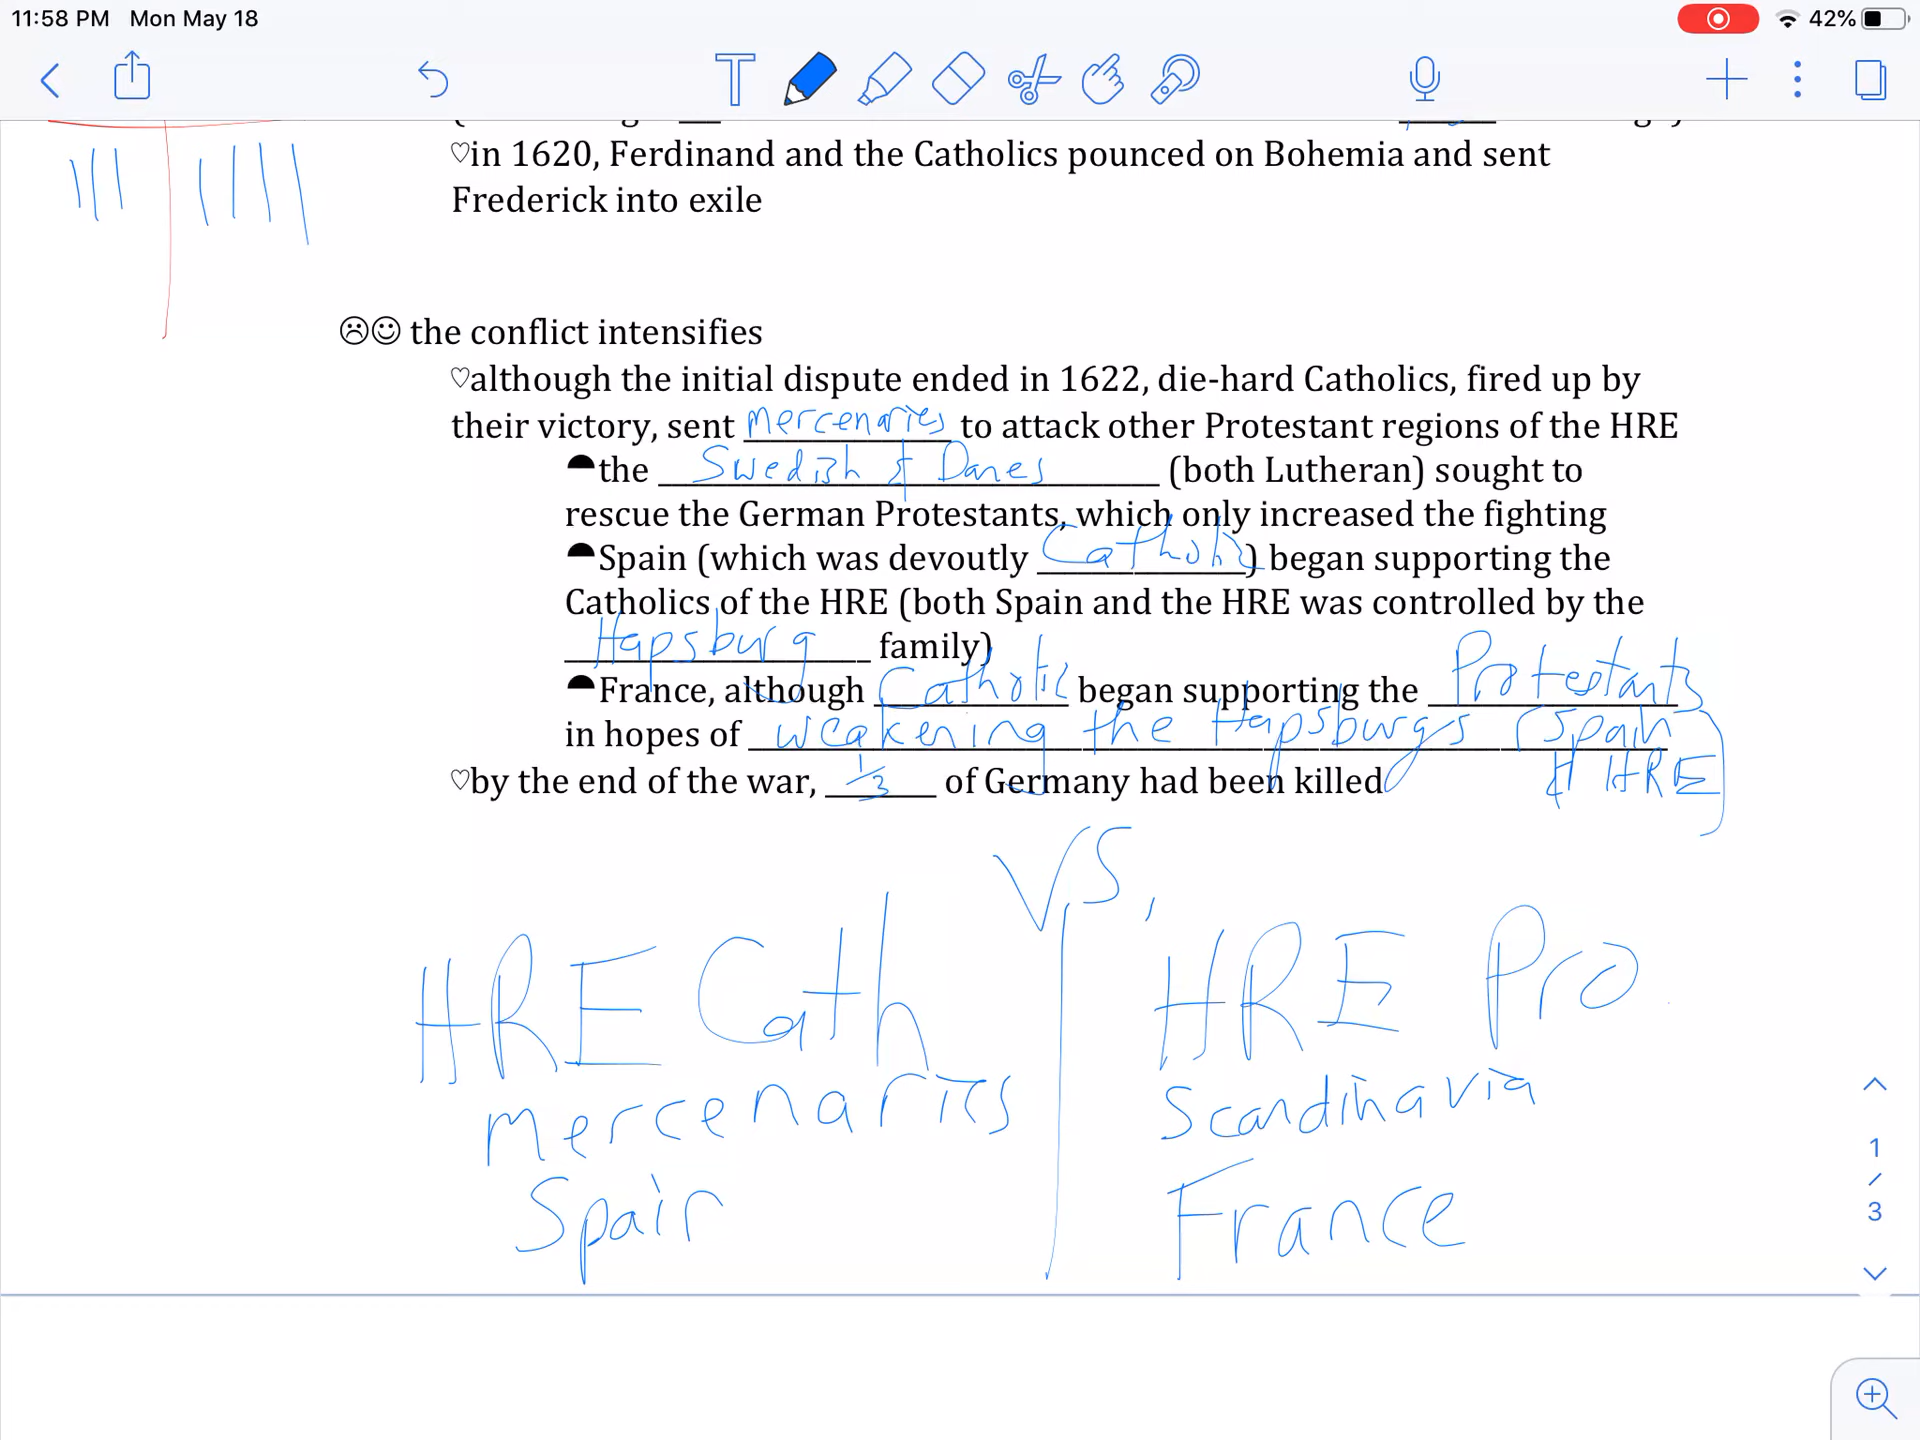 11:58 PM Mon May 18
42%
♡in 1620, Ferdinand and the Catholics pounced on Bohemia and sent
Frederick into exile
☹☺ the conflict intensifies
♡although the initial dispute ended in 1622, die-hard Catholics, fired up by
their victory, sent mercenaries to attack other Protestant regions of the HRE
the Swedish & Danes (both Lutheran) sought to
rescue the German Protestants, which only increased the fighting
Spain (which was devoutly Catholic) began supporting the
Catholics of the HRE (both Spain and the HRE was controlled by the
Hapsburg family)
France, although Catholic began supporting the Protestants
in hopes of weakening the Hapsburgs (Spain
& HRE)
♡by the end of the war, 1/3 of Germany had been killed
VS.
HRE Cath
mercenaries
Spain
HRE Pro
Scandinavia
France
1
/
3